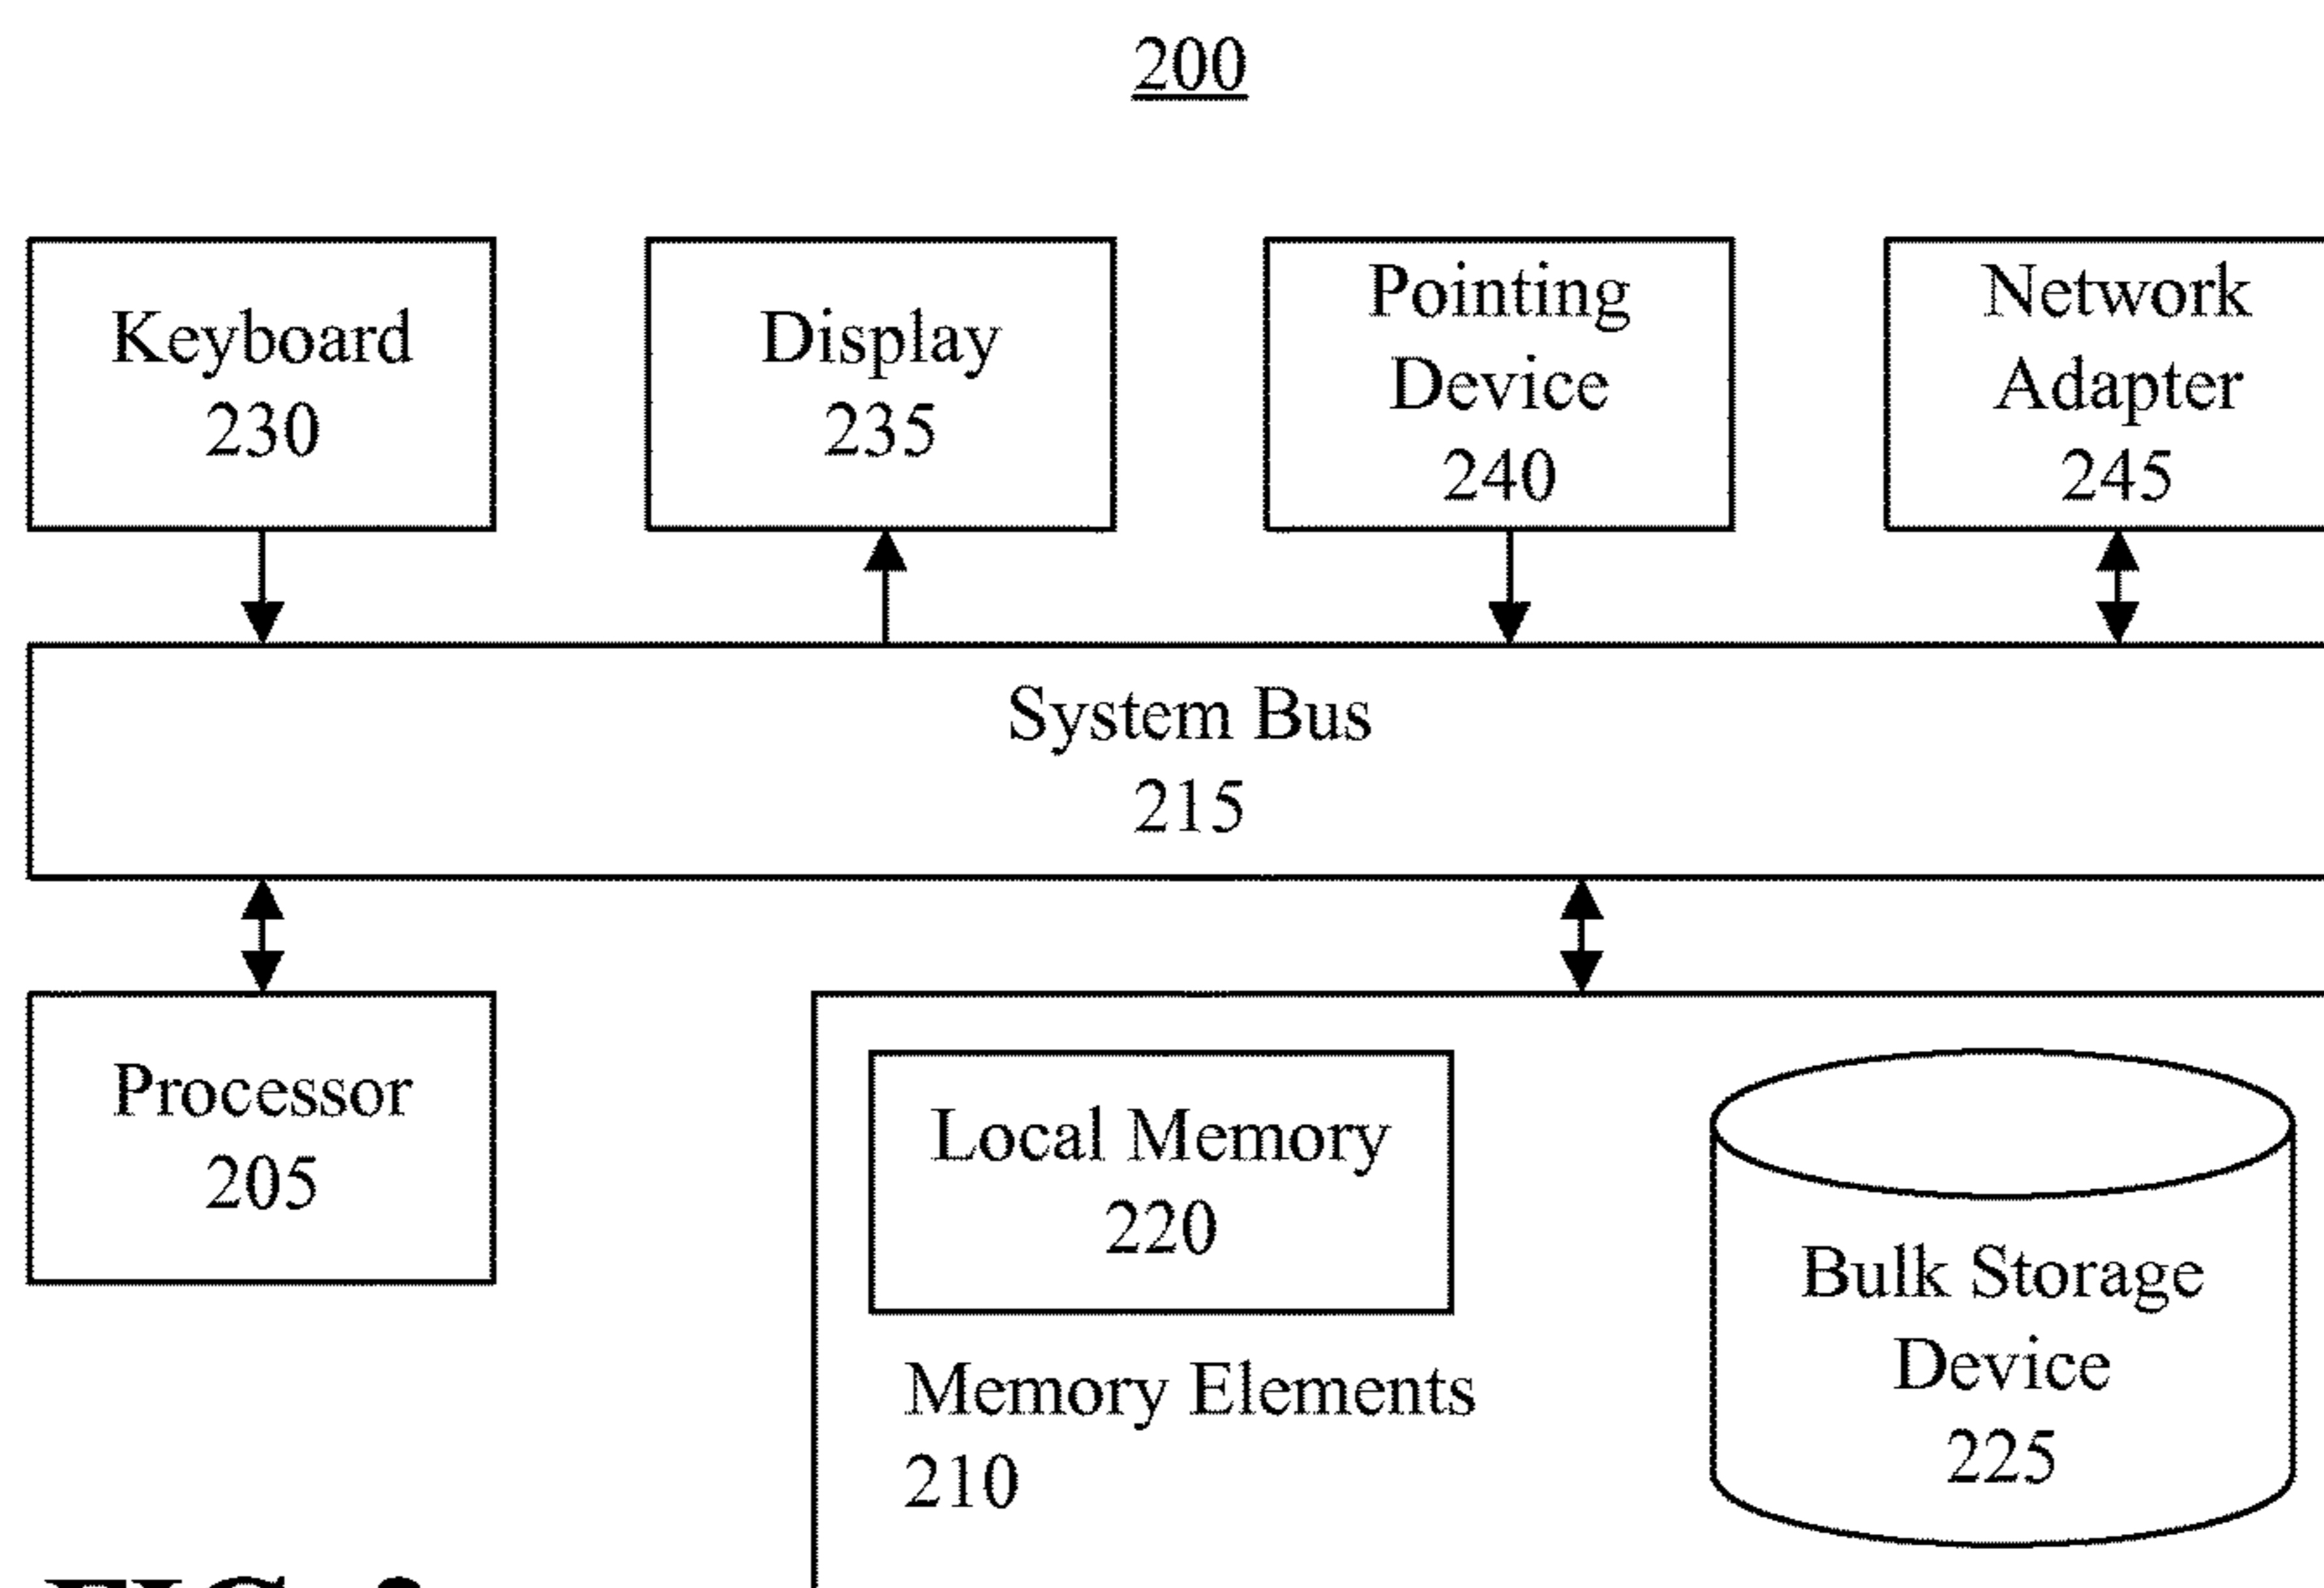 200
Keyboard
230
Display
235
Pointing
Device
240
Network
Adapter
245
System Bus
215
Processor
205
Local Memory
220
Memory Elements
210
Bulk Storage
Device
225